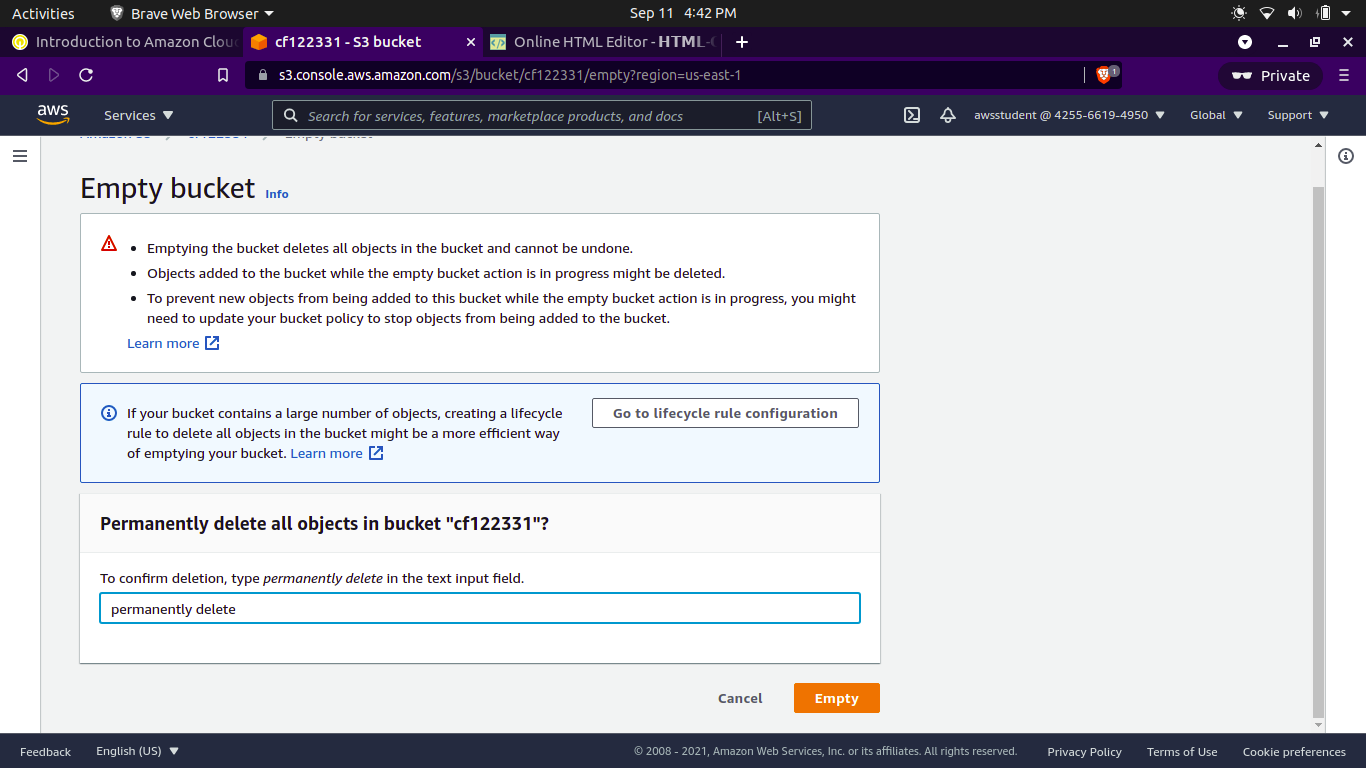 Activities
Brave Web Browser
Sep 11 4:42 PM
Introduction to Amazon Clou
cf122331 - S3 bucket
Online HTML Editor - HTML-
s3.console.aws.amazon.com/s3/bucket/cf122331/empty?region=us-east-1
1
Private
aws
Services
Search for services, features, marketplace products, and docs
[Alt+S]
awsstudent @ 4255-6619-4950
Global
Support
Empty bucket
Info
• Emptying the bucket deletes all objects in the bucket and cannot be undone.
• Objects added to the bucket while the empty bucket action is in progress might be deleted.
• To prevent new objects from being added to this bucket while the empty bucket action is in progress, you might
need to update your bucket policy to stop objects from being added to the bucket.
Learn more
If your bucket contains a large number of objects, creating a lifecycle
rule to delete all objects in the bucket might be a more efficient way
of emptying your bucket. Learn more
Go to lifecycle rule configuration
Permanently delete all objects in bucket "cf122331"?
To confirm deletion, type permanently delete in the text input field.
permanently delete
Cancel
Empty
Feedback
English (US)
© 2008 - 2021, Amazon Web Services, Inc. or its affiliates. All rights reserved.
Privacy Policy
Terms of Use
Cookie preferences